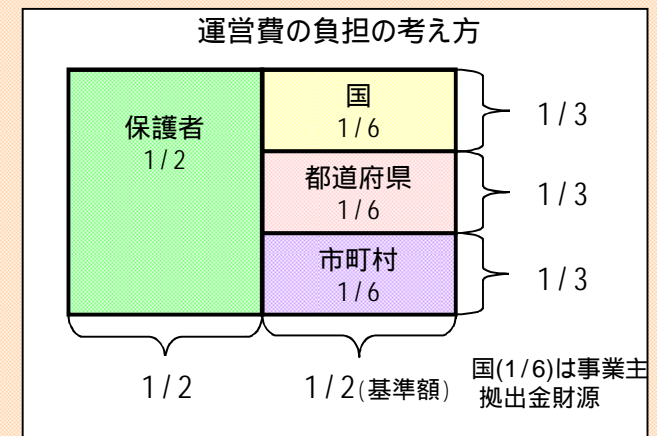 運営費の負担の考え方
保護者
1/2
国
1/6
1/3
都道府県
1/6
1/3
市町村
1/6
1/3
1/2
1/2(基準額)
国(1/6)は事業主
拠出金財源